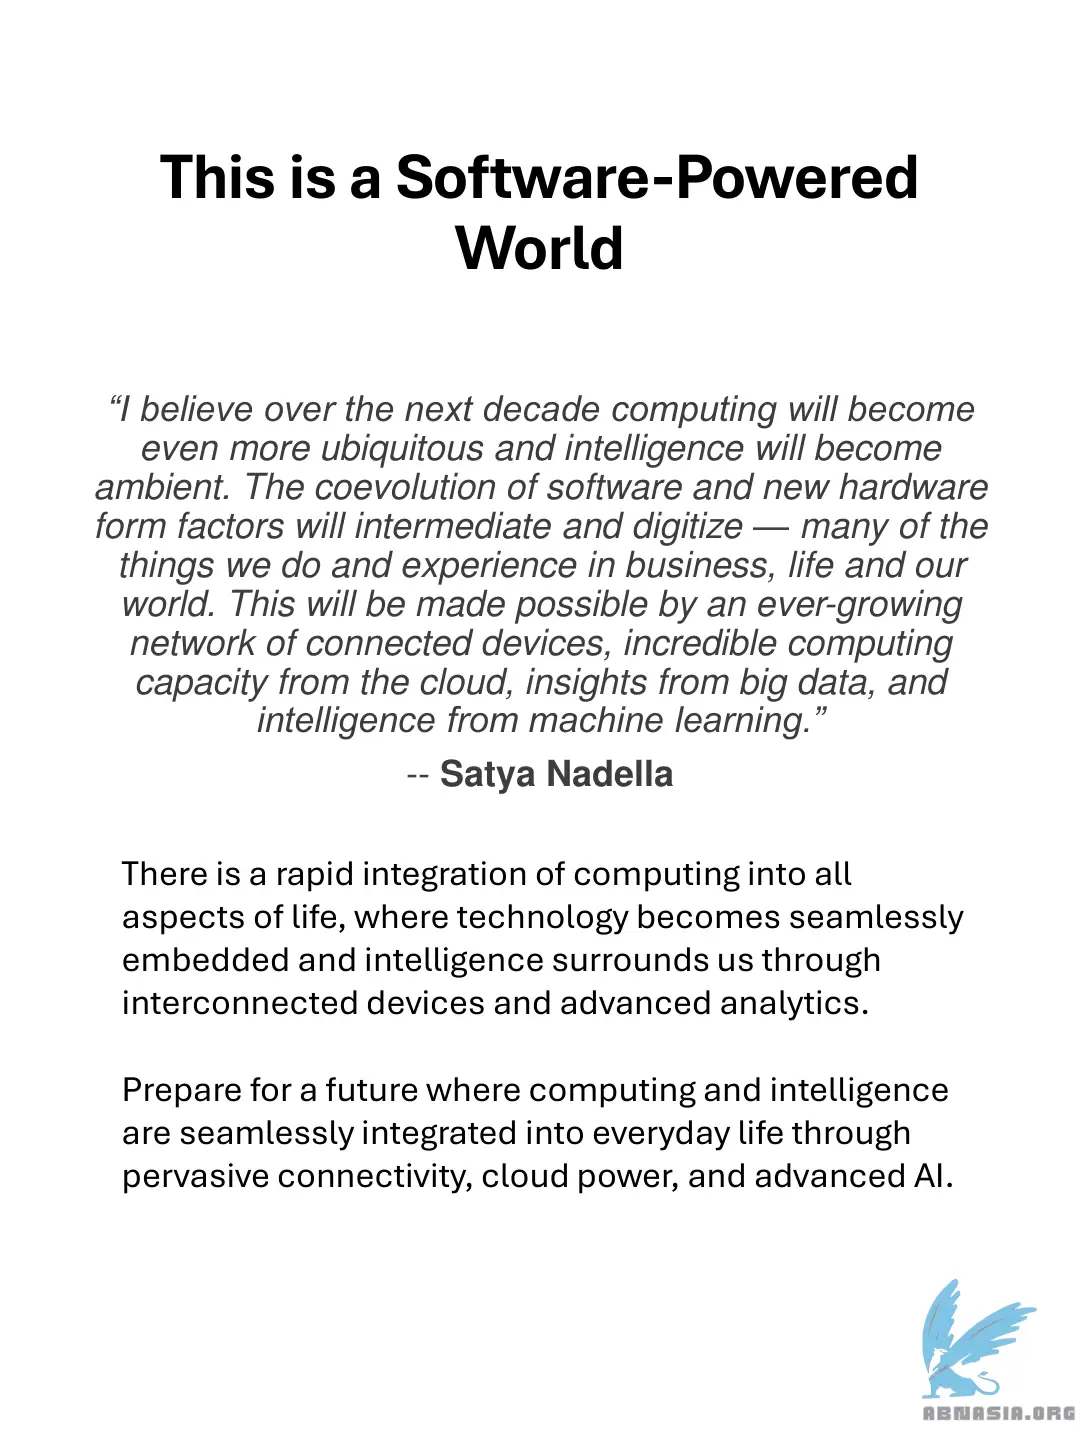 This is a Software-Powered
World
“I believe over the next decade computing will become
even more ubiquitous and intelligence will become
ambient. The coevolution of software and new hardware
form factors will intermediate and digitize — many of the
things we do and experience in business, life and our
world. This will be made possible by an ever-growing
network of connected devices, incredible computing
capacity from the cloud, insights from big data, and
intelligence from machine learning.”
-- Satya Nadella
There is a rapid integration of computing into all
aspects of life, where technology becomes seamlessly
embedded and intelligence surrounds us through
interconnected devices and advanced analytics.
Prepare for a future where computing and intelligence
are seamlessly integrated into everyday life through
pervasive connectivity, cloud power, and advanced AI.
ABNASIA.ORG